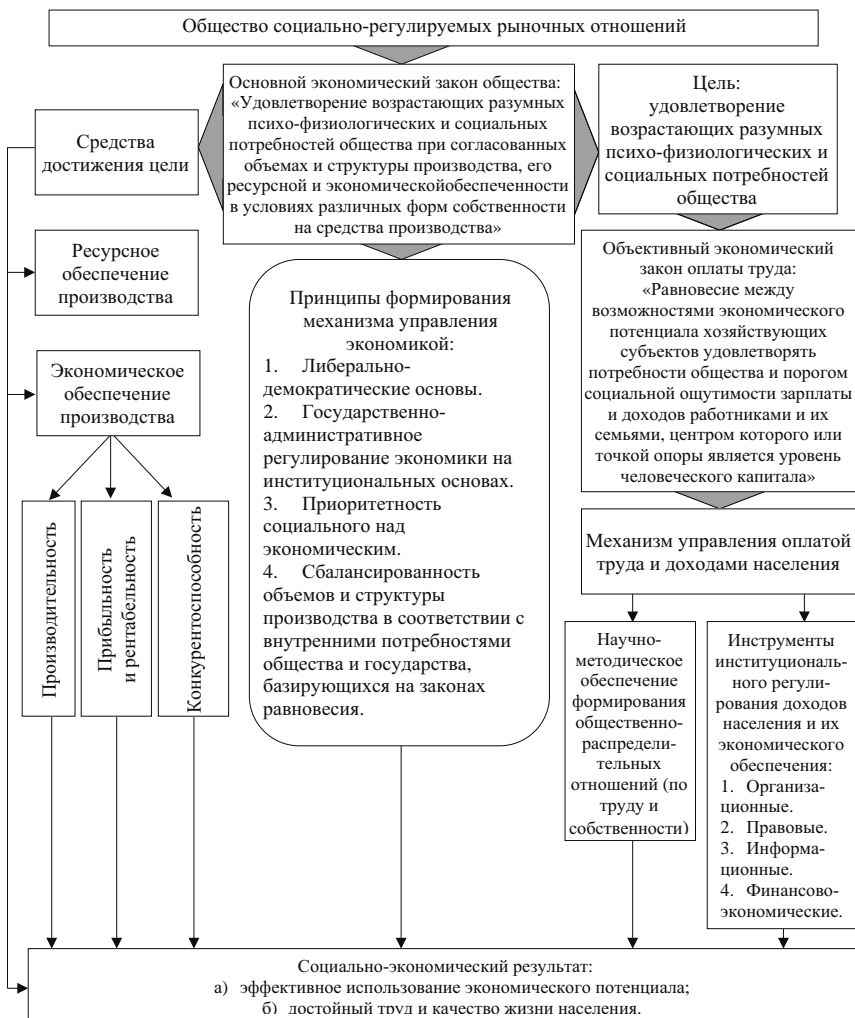 Общество социально-регулируемых рыночных отношений
Основной экономический закон общества:
«Удовлетворение возрастающих разумных
психо-физиологических и социальных
потребностей общества при согласованных
объемах и структуры производства, его
ресурсной и экономическойобеспеченности
в условиях различных форм собственности
на средства производства»
Цель:
удовлетворение
возрастающих разумных
психо-физиологических и
социальных потребностей
общества
Средства
достижения цели
Ресурсное
обеспечение
производства
Экономическое
обеспечение
производства
Производительность
Прибыльность
и рентабельность
Конкурентоспособность
Принципы формирования
механизма управления
экономикой:
1. Либерально-
демократические основы.
2. Государственно-
административное
регулирование экономики на
институциональных основах.
3. Приоритетность
социального над
экономическим.
4. Сбалансированность
объемов и структуры
производства в соответствии с
внутренними потребностями
общества и государства,
базирующихся на законах
равновесия.
Объективный экономический
закон оплаты труда:
«Равновесие между
возможностями экономического
потенциала хозяйствующих
субъектов удовлетворять
потребности общества и порогом
социальной ощутимости зарплаты
и доходов работниками и их
семьями, центром которого или
точкой опоры является уровень
человеческого капитала»
Механизм управления оплатой
труда и доходами населения
Научно-
методическое
обеспечение
формирования
общественно-
распредели-
тельных
отношений (по
труду и
собственности)
Инструменты
институциональ-
ного регули-
рования доходов
населения и их
экономического
обеспечения:
1. Организа-
ционные.
2. Правовые.
3. Информа-
ционные.
4. Финансово-
экономические.
Социально-экономический результат:
а) эффективное использование экономического потенциала;
б) достойный труд и качество жизни населения.